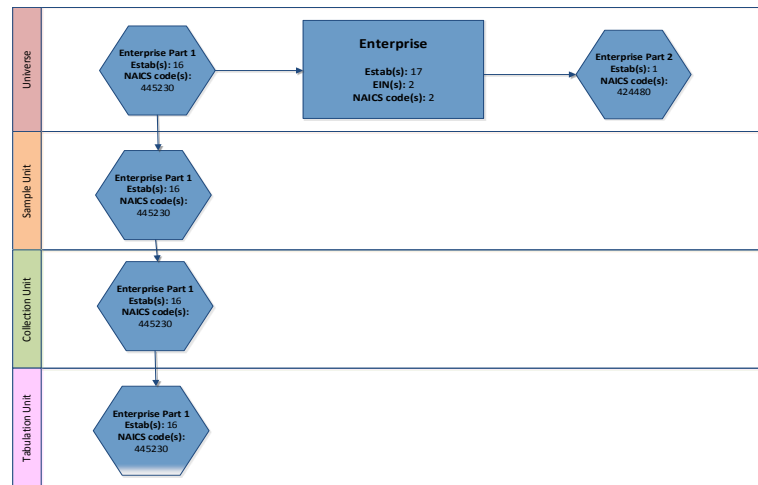 Universe
Enterprise Part 1
Estab(s): 16
NAICS code(s):
445230
Enterprise
Estab(s): 17
EIN(s): 2
NAICS code(s): 2
Enterprise Part 2
Estab(s): 1
NAICS code(s):
424480
Sample Unit
Enterprise Part 1
Estab(s): 16
NAICS code(s):
445230
Collection Unit
Enterprise Part 1
Estab(s): 16
NAICS code(s):
445230
Tabulation Unit
Enterprise Part 1
Estab(s): 16
NAICS code(s):
445230